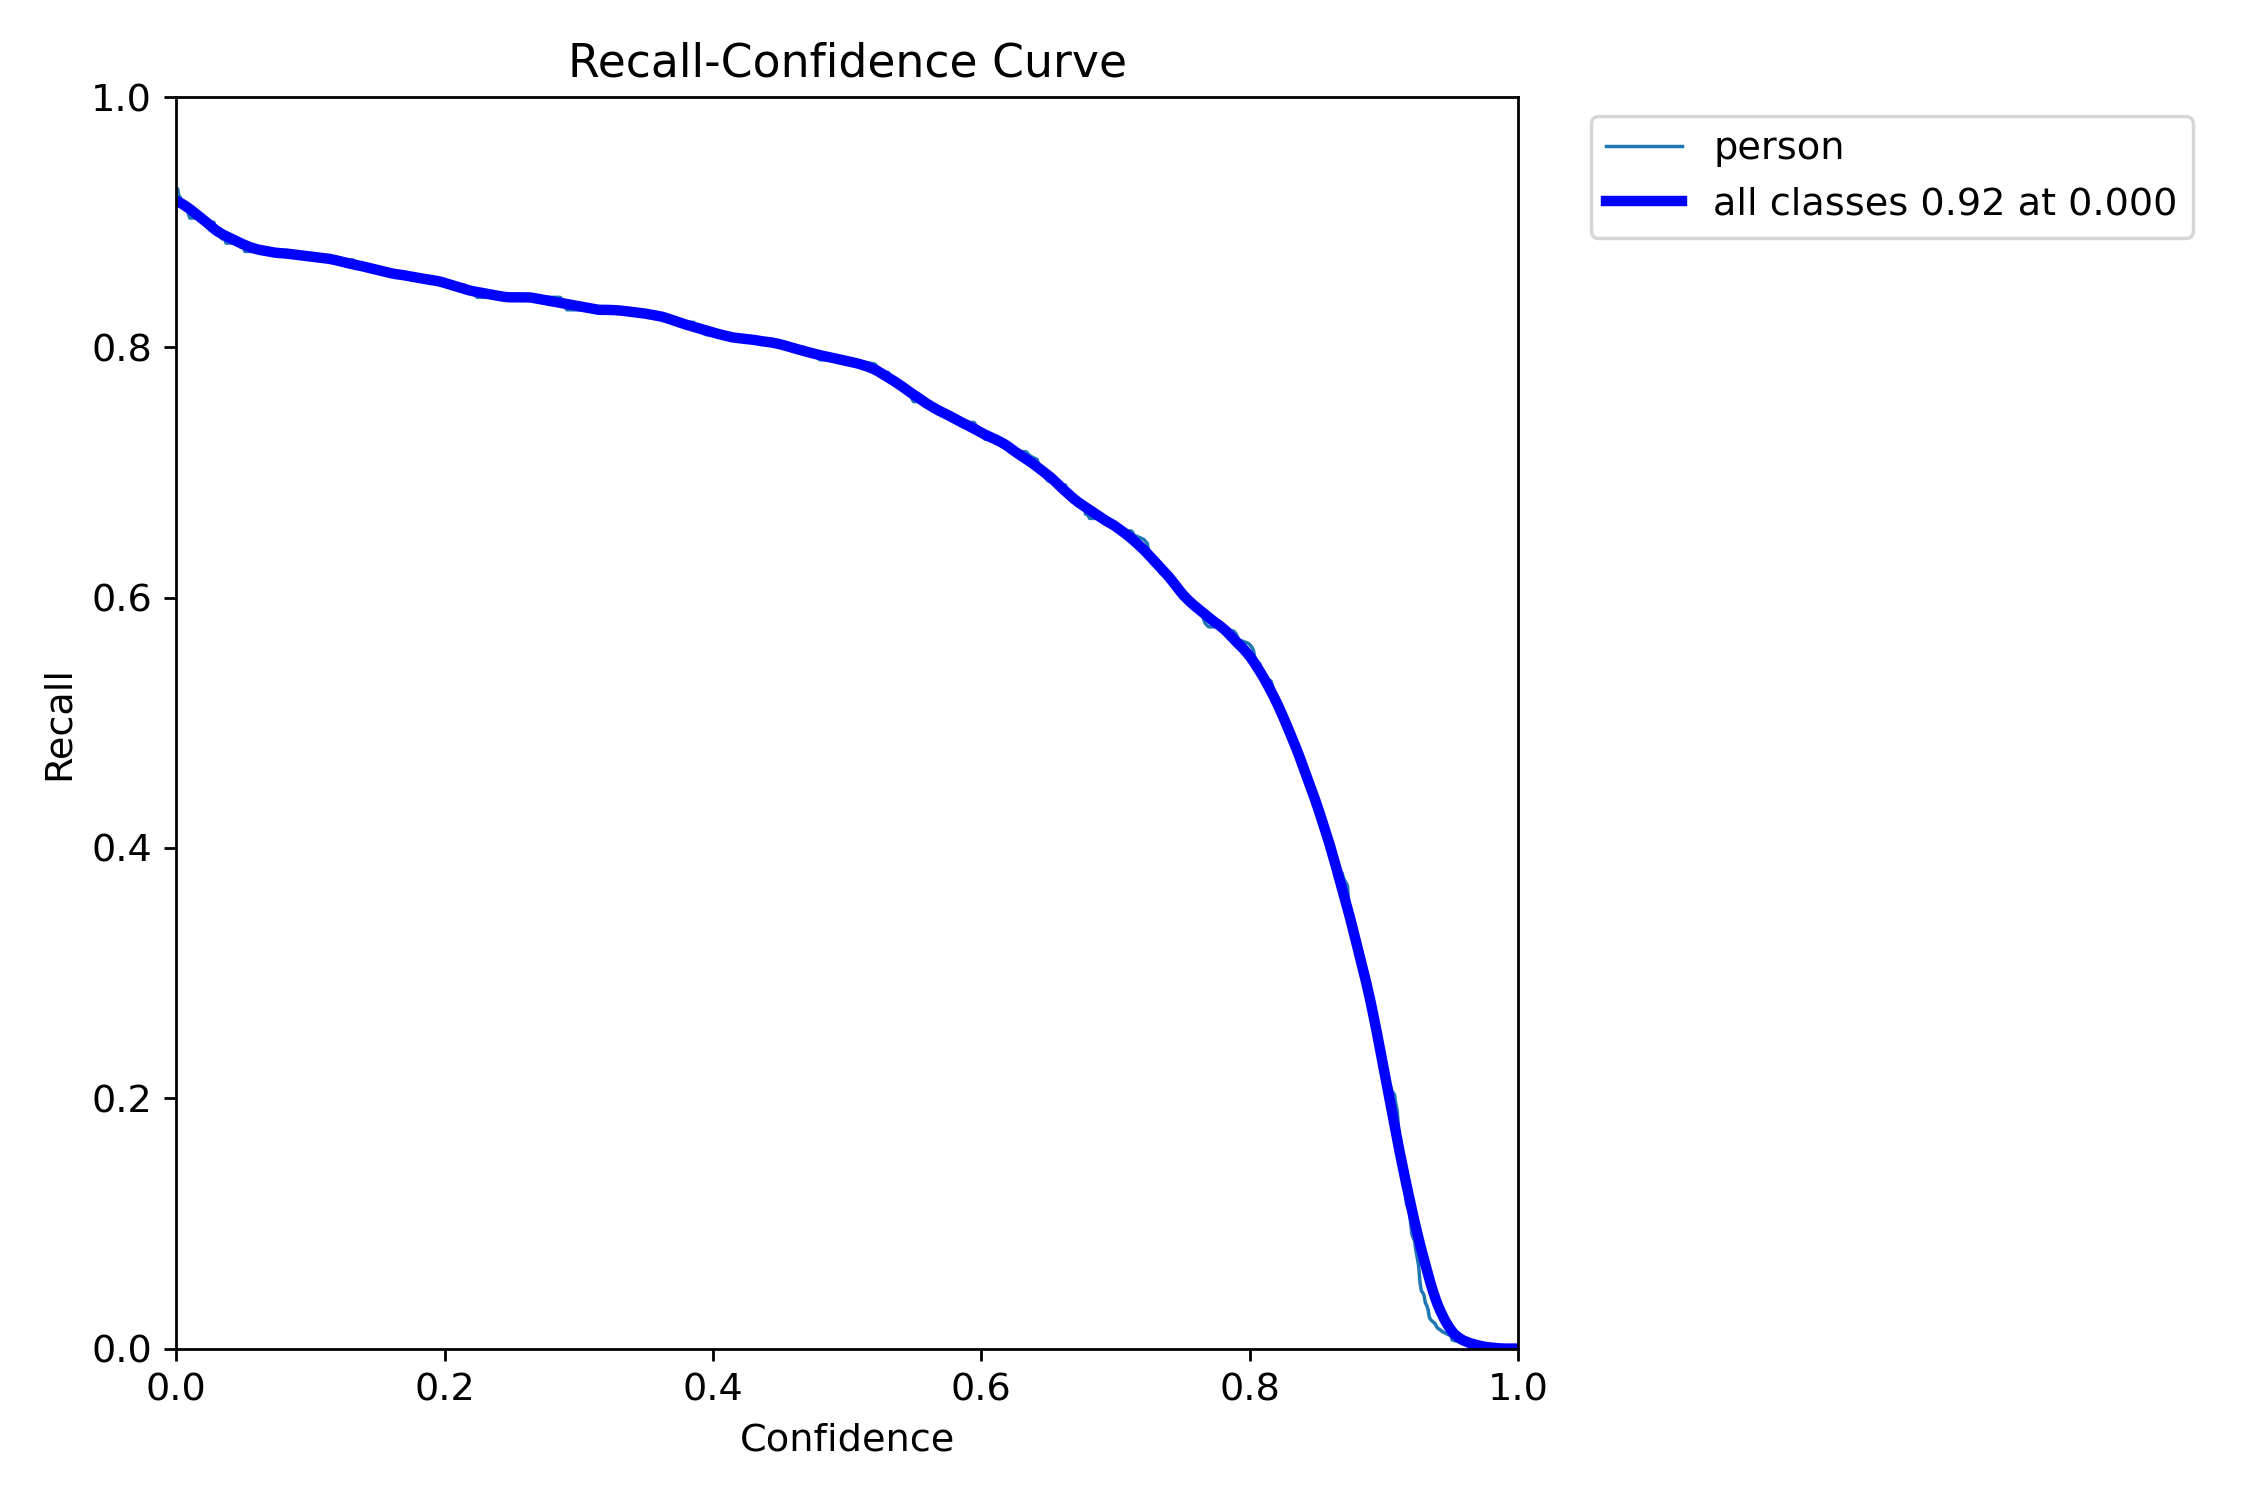 Recall-Confidence Curve
1.0
0.8
0.6
0.4
0.2
0.0
Recall
0.0 0.2 0.4 0.6 0.8 1.0
Confidence
person
all classes 0.92 at 0.000